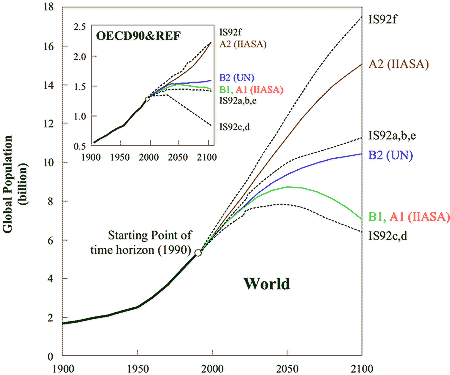 18
16
14
12
10
8
6
4
2
0
Global Population
(billion)
OECD90&REF
2.5
2.0
1.5
1.0
0.5
1900
1950
2000
2050
2100
IS92f
A2 (IIASA)
B2 (UN)
B1, A1 (IIASA)
IS92a,b,e
IS92c,d
IS92f
A2 (IIASA)
IS92a,b,e
B2 (UN)
B1, A1 (IIASA)
IS92c,d
Starting Point of
time horizon (1990)
World
1900
1950
2000
2050
2100